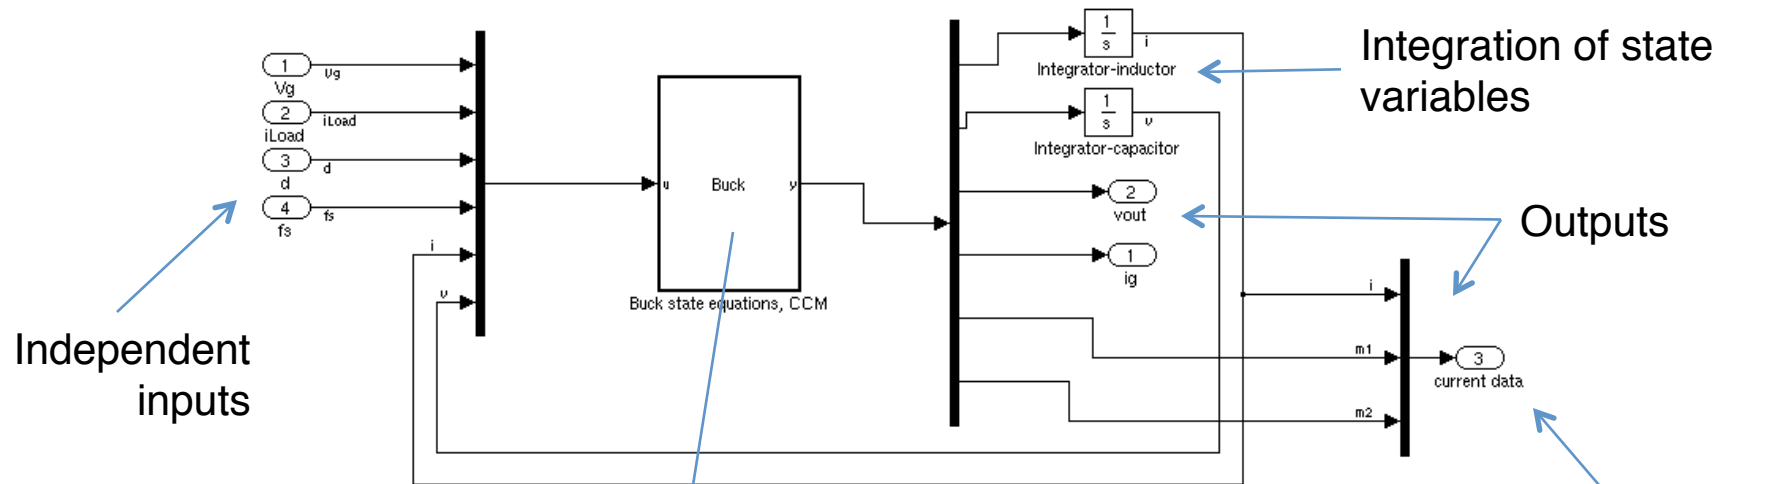 1
Vg
Vg
2
iLoad
iLoad
3
d
d
4
fs
fs
i
v
u
Buck
y
Buck state equations, CCM
1
s
i
Integrator-inductor
1
s
v
Integrator-capacitor
2
vout
1
ig
i
m1
m2
3
current data
Integration of state
variables
Outputs
Independent
inputs